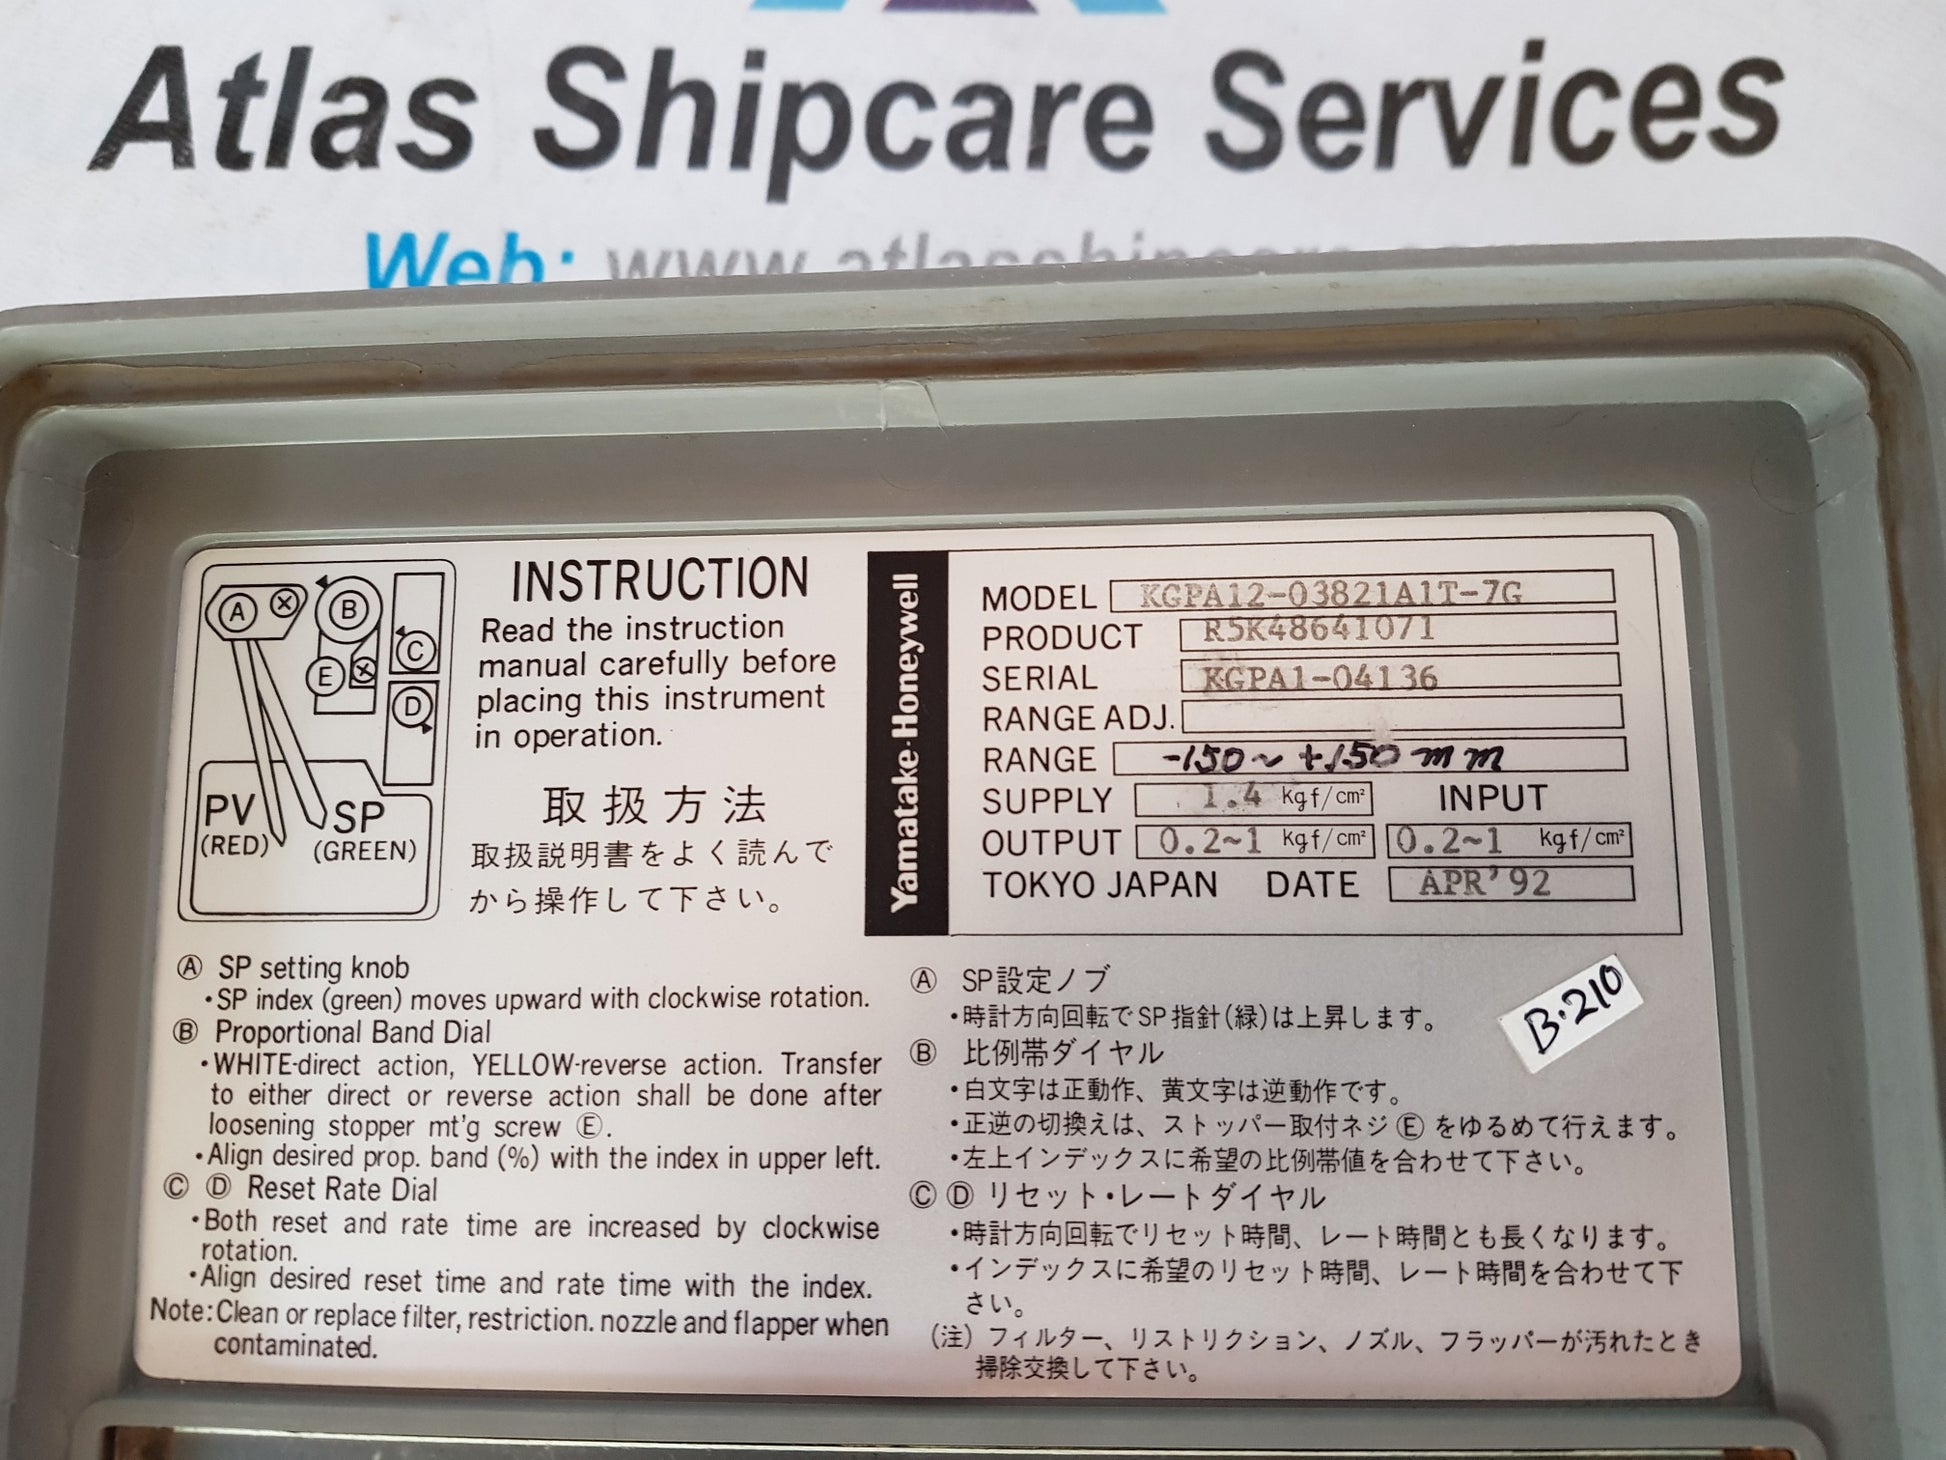 Atlas Shipcare Services
Web: www.atlasshipcare.com
INSTRUCTION
Read the instruction
manual carefully before
placing this instrument
in operation.
取扱方法
取扱説明書をよく読んで
から操作して下さい。
A
B
C
E
D
PV
(RED)
SP
(GREEN)
Yamatake-Honeywell
MODEL KGPA12-03821A1T-7G
PRODUCT R5K48641071
SERIAL KGPA1-04136
RANGE ADJ.
RANGE -150~+150mm
SUPPLY 1.4 kgf/cm² INPUT
OUTPUT 0.2~1 kgf/cm² 0.2~1 kgf/cm²
TOKYO JAPAN DATE APR'92
Ⓐ SP setting knob
・SP index (green) moves upward with clockwise rotation.
Ⓑ Proportional Band Dial
・WHITE-direct action, YELLOW-reverse action. Transfer
to either direct or reverse action shall be done after
loosening stopper mt'g screw Ⓔ.
・Align desired prop. band (%) with the index in upper left.
Ⓒ Ⓓ Reset Rate Dial
・Both reset and rate time are increased by clockwise
rotation.
・Align desired reset time and rate time with the index.
Note:Clean or replace filter, restriction. nozzle and flapper when
contaminated.
Ⓐ SP設定ノブ
・時計方向回転でSP指針(緑)は上昇します。
Ⓑ 比例帯ダイヤル
・白文字は正動作、黄文字は逆動作です。
・正逆の切換えは、ストッパー取付ネジⒺをゆるめて行えます。
・左上インデックスに希望の比例帯値を合わせて下さい。
ⒸⒹ リセット・レートダイヤル
・時計方向回転でリセット時間、レート時間とも長くなります。
・インデックスに希望のリセット時間、レート時間を合わせて下
さい。
(注) フィルター、リストリクション、ノズル、フラッパーが汚れたとき
掃除交換して下さい。
B.210